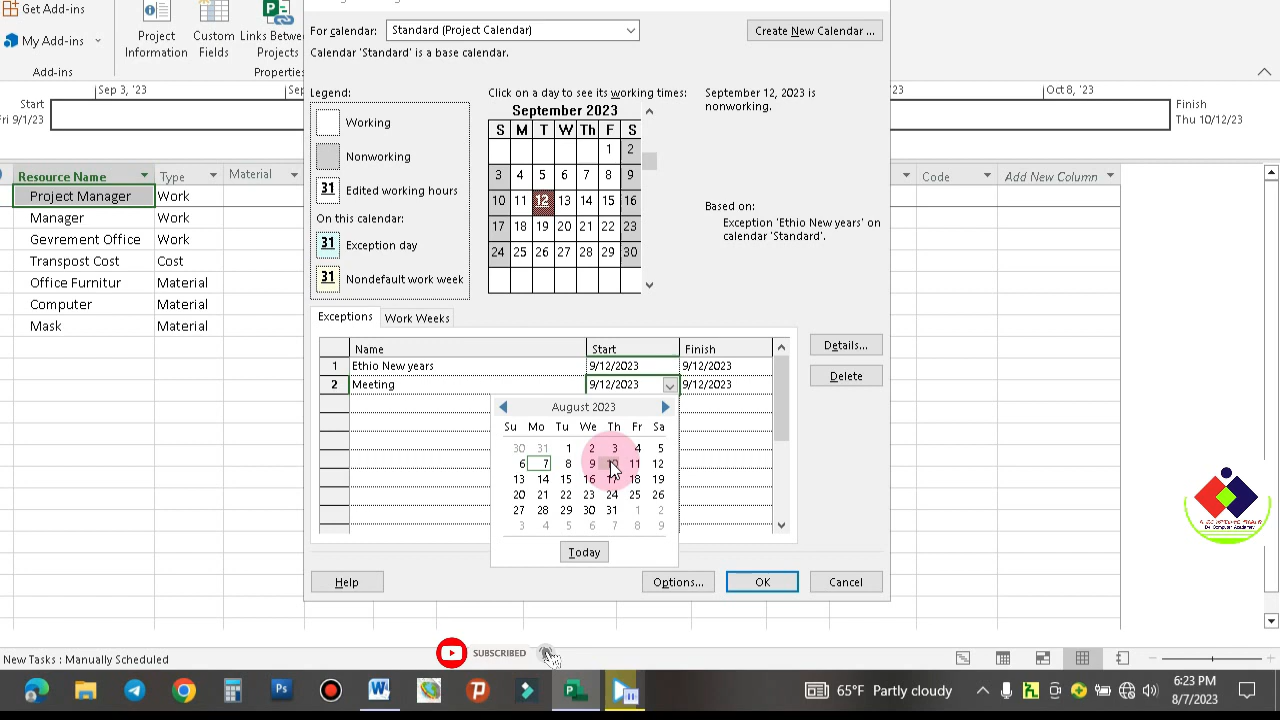 Get Add-ins
My Add-ins
Project Information
Custom Fields
Links Between Projects
Add-ins
Properties
For calendar: Standard (Project Calendar)
Create New Calendar ...
Calendar 'Standard' is a base calendar.
Legend:
Working
Nonworking
31 Edited working hours
On this calendar:
31 Exception day
31 Nondefault work week
Click on a day to see its working times:
September 2023
S M T W Th F S
1 2
3 4 5 6 7 8 9
10 11 12 13 14 15 16
17 18 19 20 21 22 23
24 25 26 27 28 29 30
September 12, 2023 is nonworking.
Based on:
Exception 'Ethio New years' on calendar 'Standard'.
Sep 3, '23
Start
Fri 9/1/23
Oct 8, '23
Finish
Thu 10/12/23
Resource Name Type Material Code Add New Column
Project Manager Work
Manager Work
Gevrement Office Work
Transpost Cost Cost
Office Furnitur Material
Computer Material
Mask Material
Exceptions Work Weeks
Name Start Finish
1 Ethio New years 9/12/2023 9/12/2023
2 Meeting 9/12/2023 9/12/2023
Details...
Delete
August 2023
Su Mo Tu We Th Fr Sa
30 31 1 2 3 4 5
6 7 8 9 10 11 12
13 14 15 16 17 18 19
20 21 22 23 24 25 26
27 28 29 30 31 1 2
3 4 5 6 7 8 9
Today
Help
Options...
OK
Cancel
SUBSCRIBED
New Tasks : Manually Scheduled
65°F Partly cloudy
6:23 PM
8/7/2023